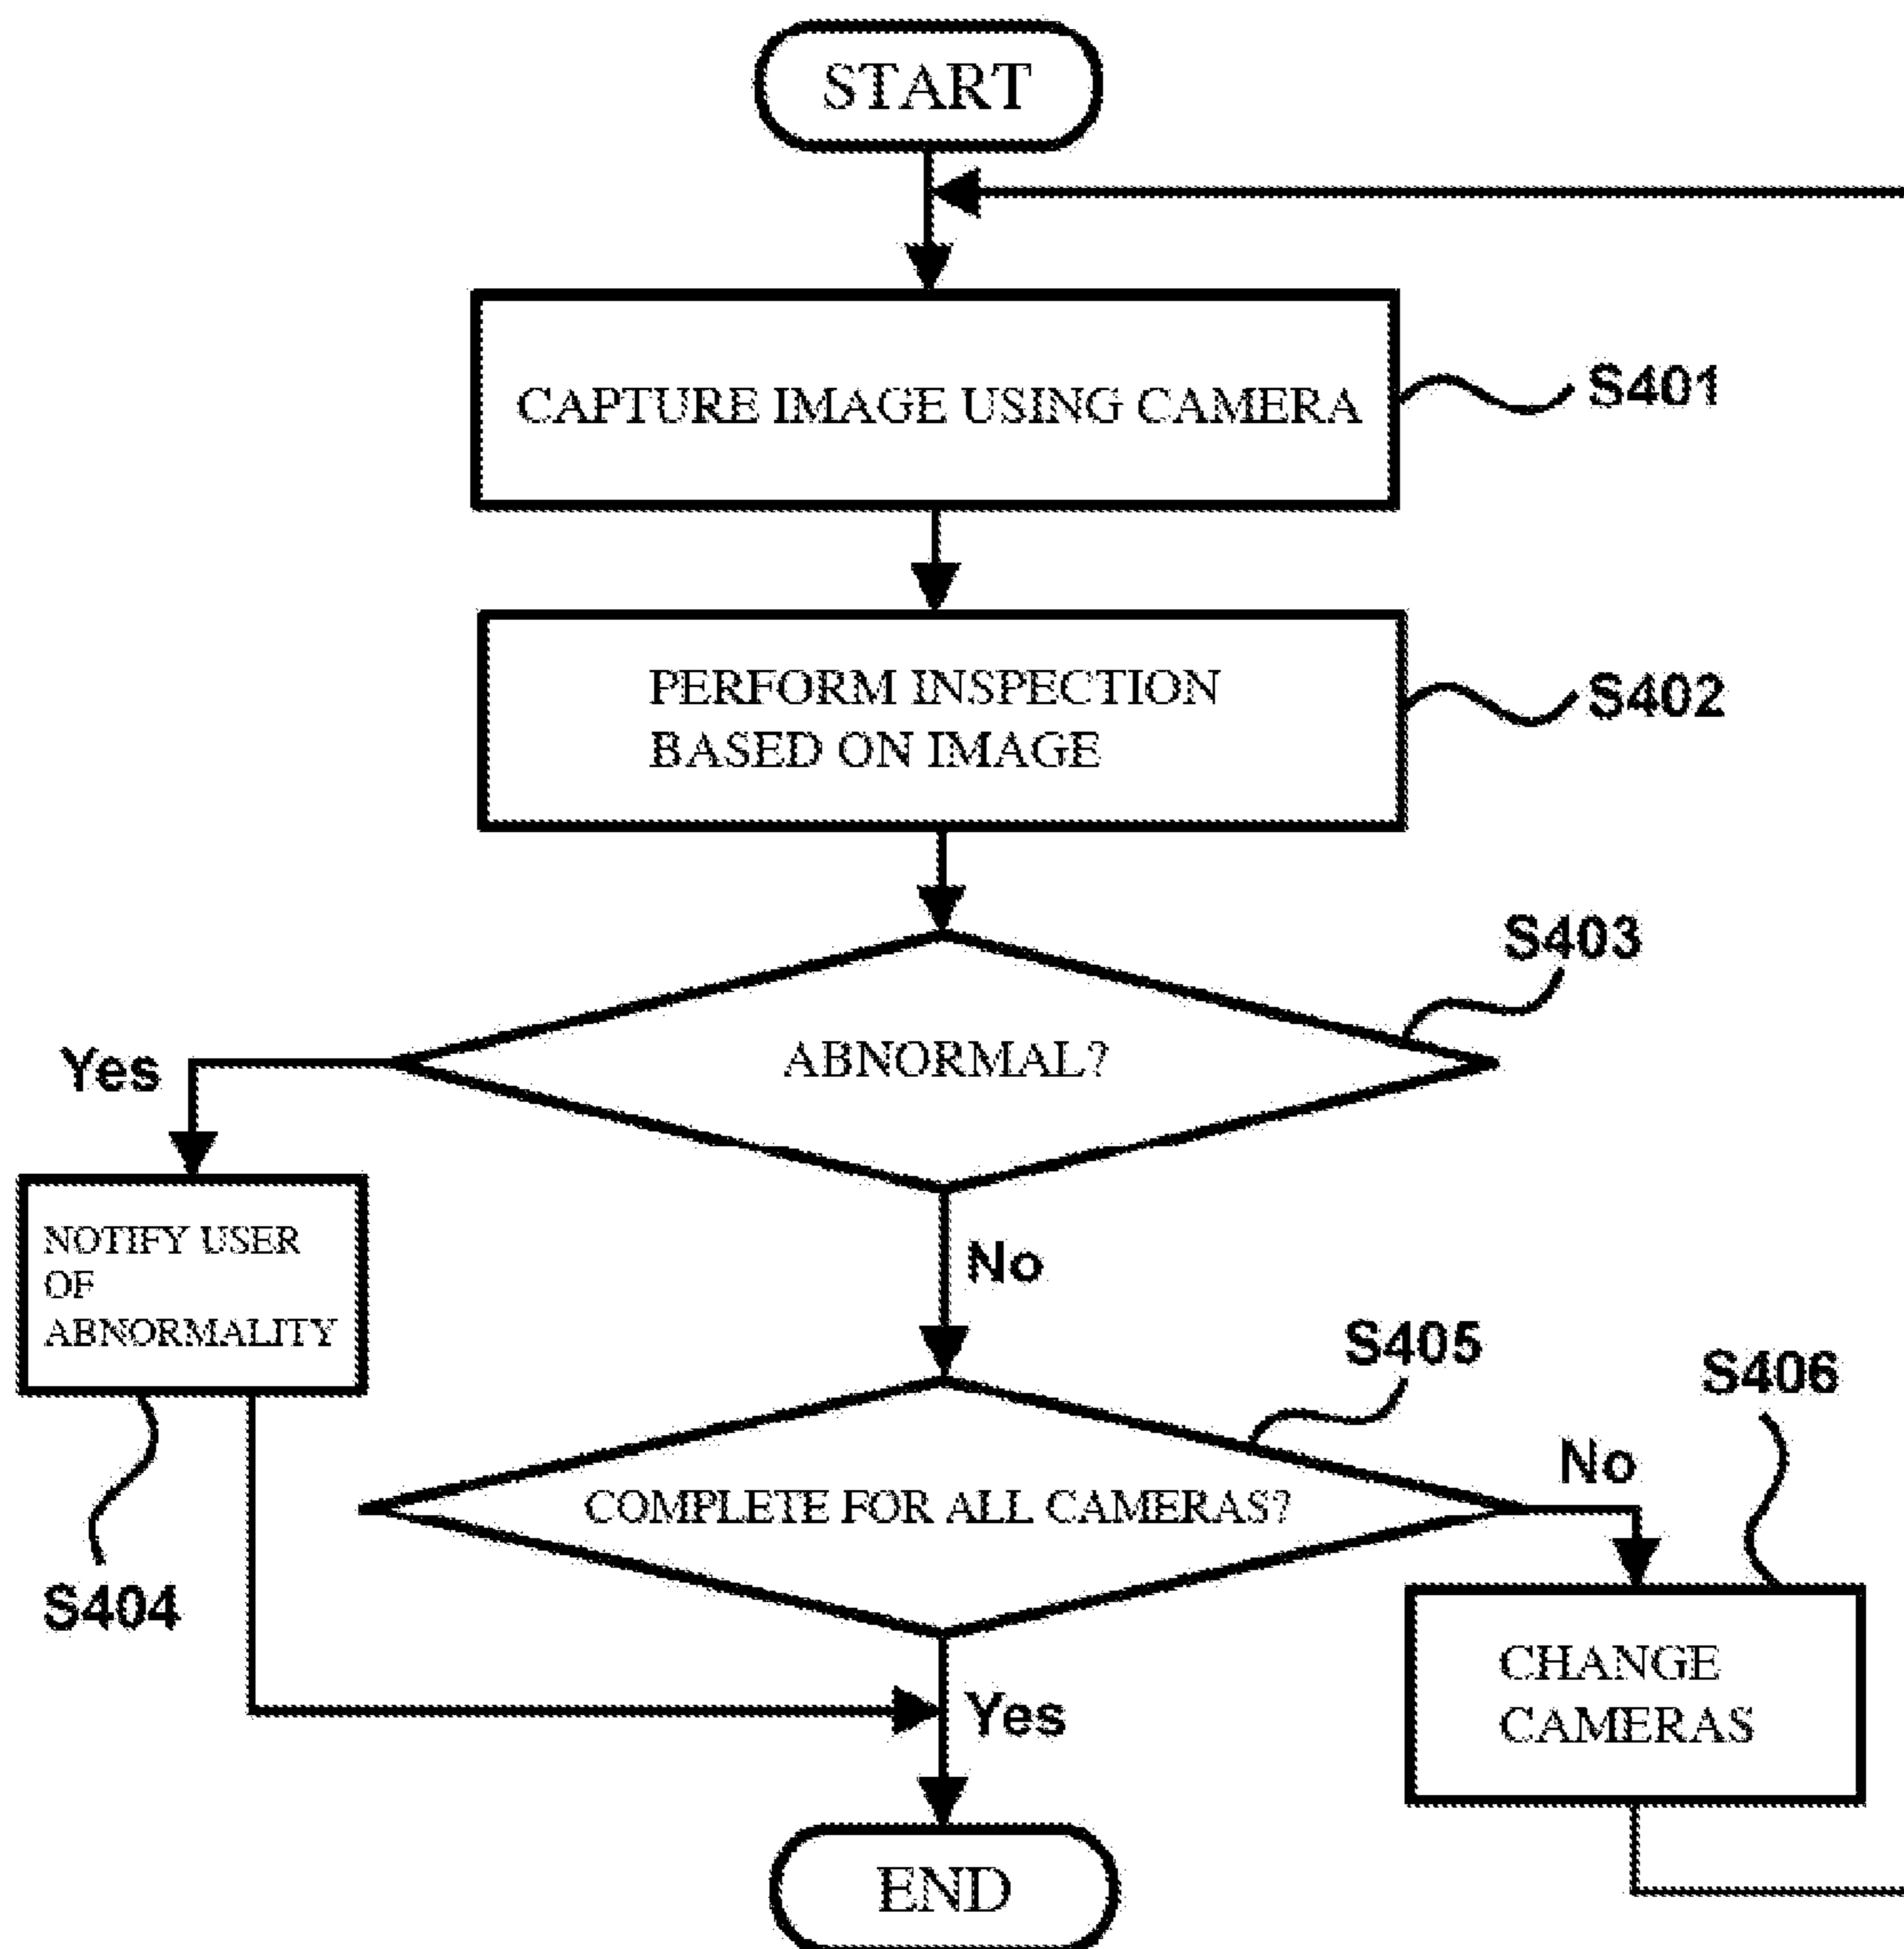 START
CAPTURE IMAGE USING CAMERA
S401
PERFORM INSPECTION
BASED ON IMAGE
S402
S403
ABNORMAL?
Yes
NOTIFY USER
OF
ABNORMALITY
S404
No
S405
COMPLETE FOR ALL CAMERAS?
No
S406
CHANGE
CAMERAS
Yes
END